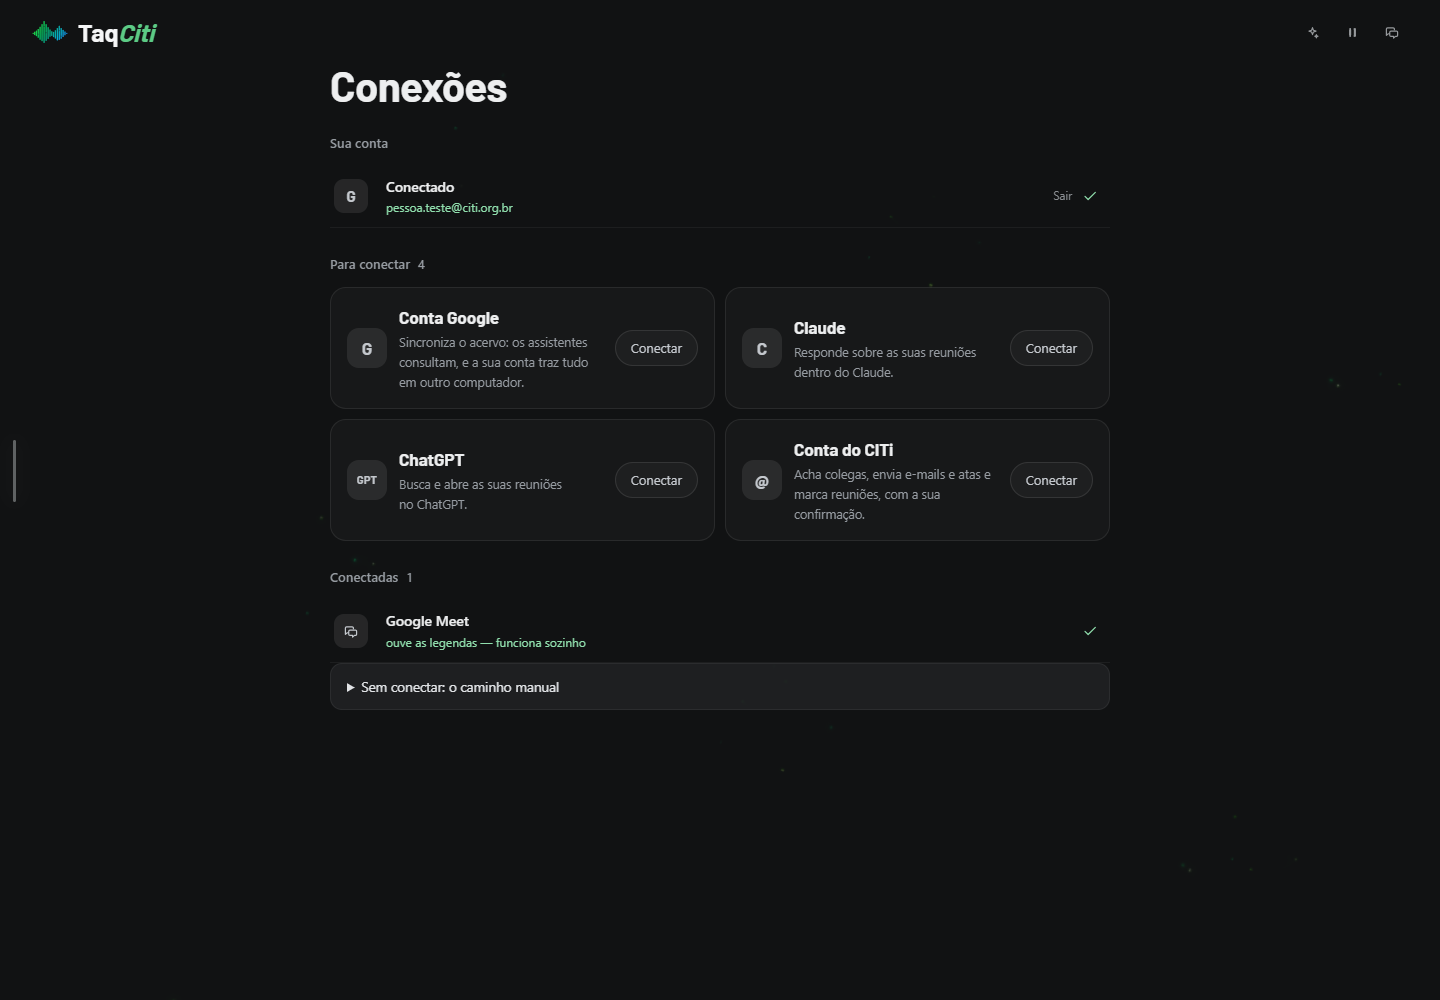 TaqCiti
Conexões
Sua conta
G
Conectado
pessoa.teste@citi.org.br
Sair
Para conectar 4
G
Conta Google
Sincroniza o acervo: os assistentes
consultam, e a sua conta traz tudo
em outro computador.
Conectar
C
Claude
Responde sobre as suas reuniões
dentro do Claude.
Conectar
GPT
ChatGPT
Busca e abre as suas reuniões
no ChatGPT.
Conectar
@
Conta do CITi
Acha colegas, envia e-mails e atas e
marca reuniões, com a sua
confirmação.
Conectar
Conectadas 1
Google Meet
ouve as legendas — funciona sozinho
Sem conectar: o caminho manual